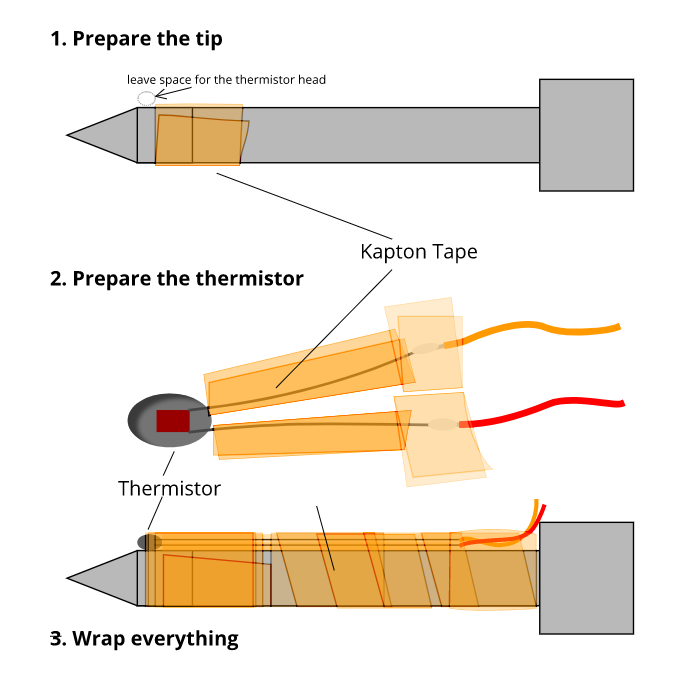 1. Prepare the tip
leave space for the thermistor head
Kapton Tape
2. Prepare the thermistor
Thermistor
3. Wrap everything